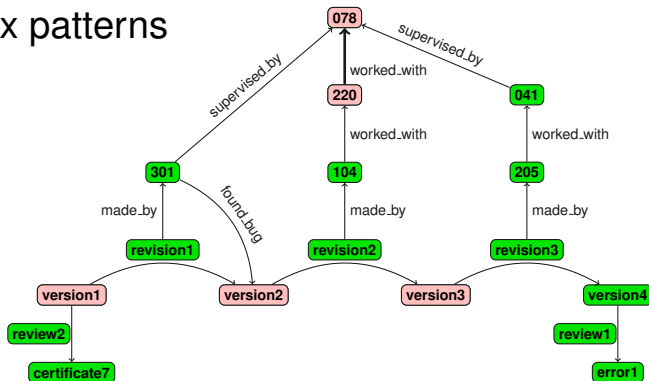 x patterns
078
supervised_by
supervised_by
worked_with
220
041
worked_with
worked_with
301
104
205
made_by
found_bug
made_by
made_by
revision1
revision2
revision3
version1
version2
version3
version4
review2
review1
certificate7
error1